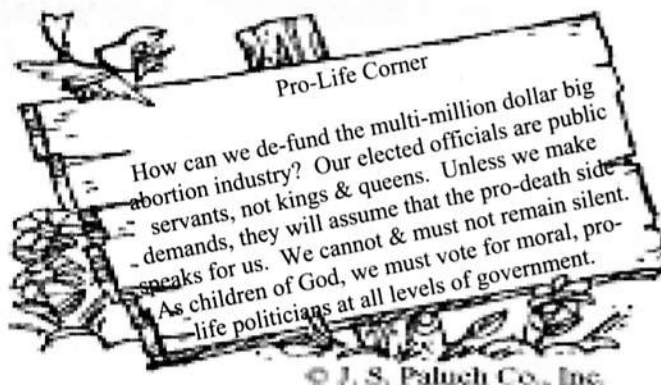 Pro-Life Corner
How can we de-fund the multi-million dollar big
abortion industry? Our elected officials are public
servants, not kings & queens. Unless we make
demands, they will assume that the pro-death side
speaks for us. We cannot & must not remain silent.
As children of God, we must vote for moral, pro-
life politicians at all levels of government.
© J. S. Paluch Co., Inc.